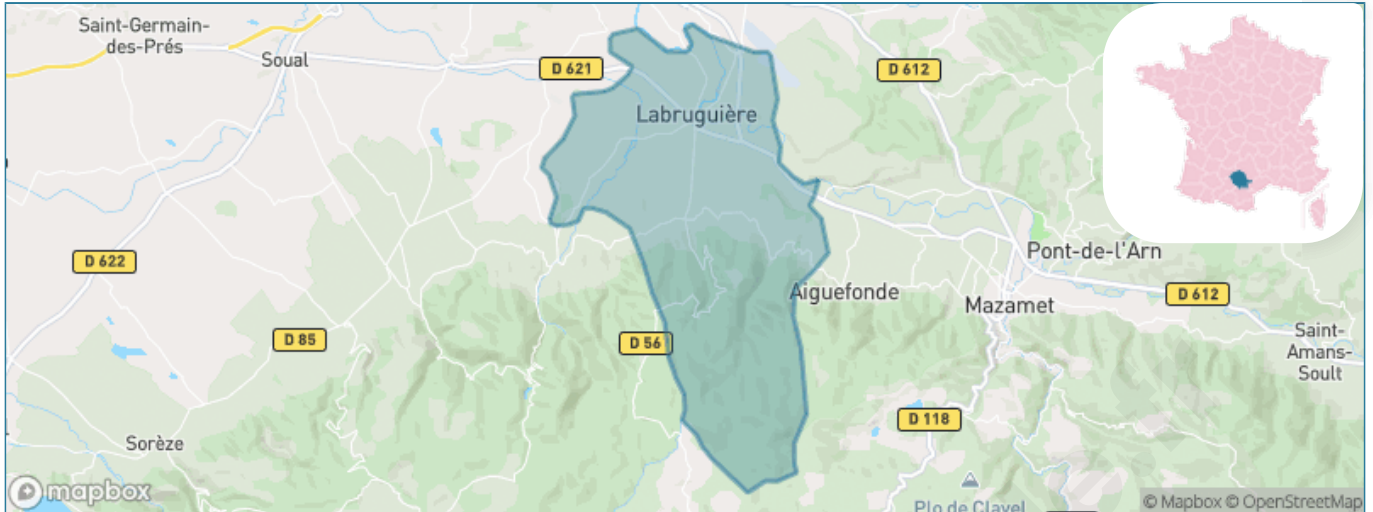 Saint-Germain-
des-Prés
Soual
D 621
D 612
Labruguière
D 622
Pont-de-l'Arn
Aiguefonde
Mazamet
D 612
D 85
D 56
Saint-
Amans-
Soult
D 118
Sorèze
mapbox
Plo de Clavel
© Mapbox © OpenStreetMap